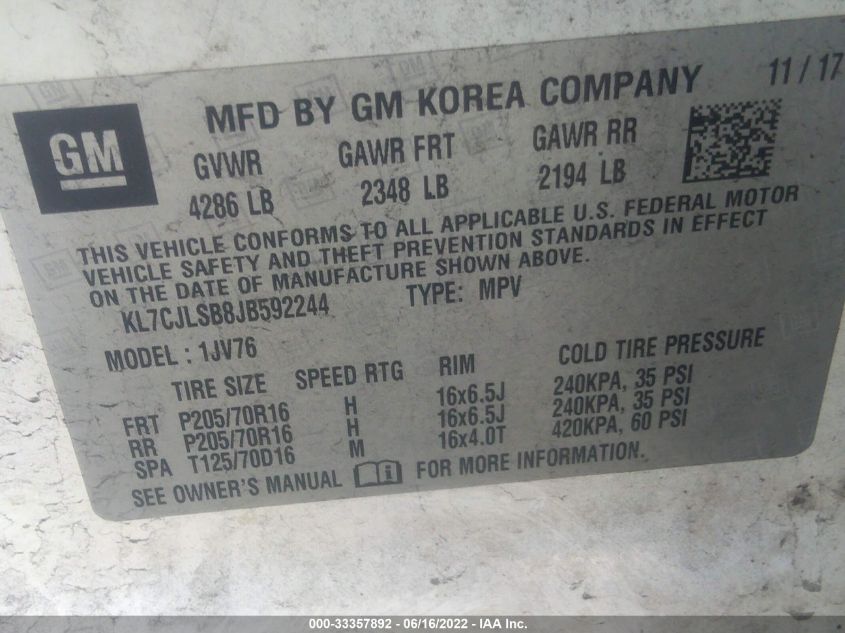 GM
MFD BY GM KOREA COMPANY 11/17
GVWR GAWR FRT GAWR RR
4286 LB 2348 LB 2194 LB
THIS VEHICLE CONFORMS TO ALL APPLICABLE U.S. FEDERAL MOTOR
VEHICLE SAFETY AND THEFT PREVENTION STANDARDS IN EFFECT
ON THE DATE OF MANUFACTURE SHOWN ABOVE.
KL7CJLSB8JB592244 TYPE: MPV
MODEL : 1JV76
TIRE SIZE SPEED RTG RIM COLD TIRE PRESSURE
FRT P205/70R16 H 16x6.5J 240KPA, 35 PSI
RR P205/70R16 H 16x6.5J 240KPA, 35 PSI
SPA T125/70D16 M 16x4.0T 420KPA, 60 PSI
SEE OWNER'S MANUAL FOR MORE INFORMATION.
000-33357892 - 06/16/2022 - IAA Inc.